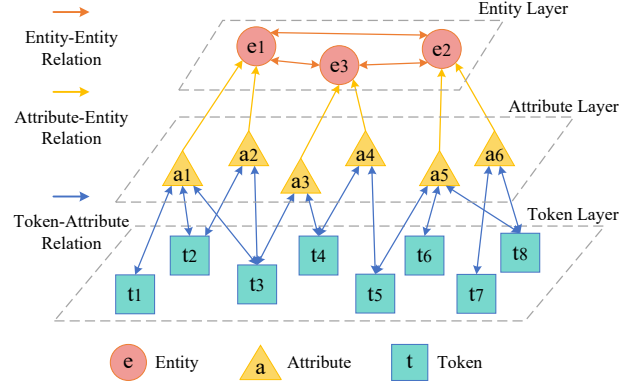 Entity Layer
Entity-Entity
Relation
e1
e2
e3
Attribute-Entity
Relation
Attribute Layer
a1
a2
a3
a4
a5
a6
Token-Attribute
Relation
Token Layer
t1
t2
t3
t4
t5
t6
t7
t8
e Entity
a Attribute
t Token